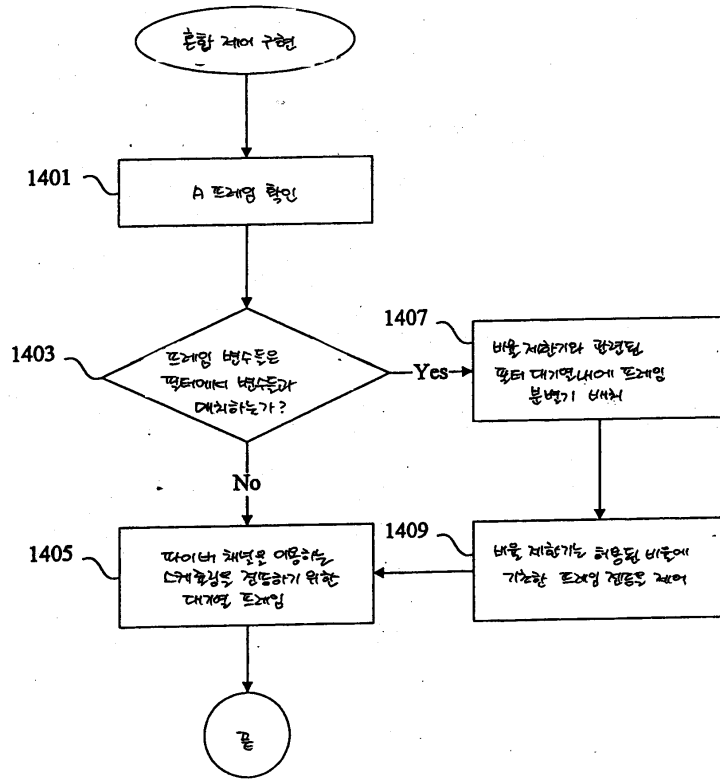 혼합 제어 구현
1401
A 프레임 확인
1403
프레임 변수들은
필터에서 변수들과
매치하는가?
Yes
1407
비율 제한기와 관련된
필터 대기열내에 프레임
분별기 배치
No
1405
파이버 채널을 이용하는
스케줄링을 전송하기 위한
대기열 프레임
1409
비율 제한기는 허용된 비율에
기초한 프레임 전송을 제어
끝